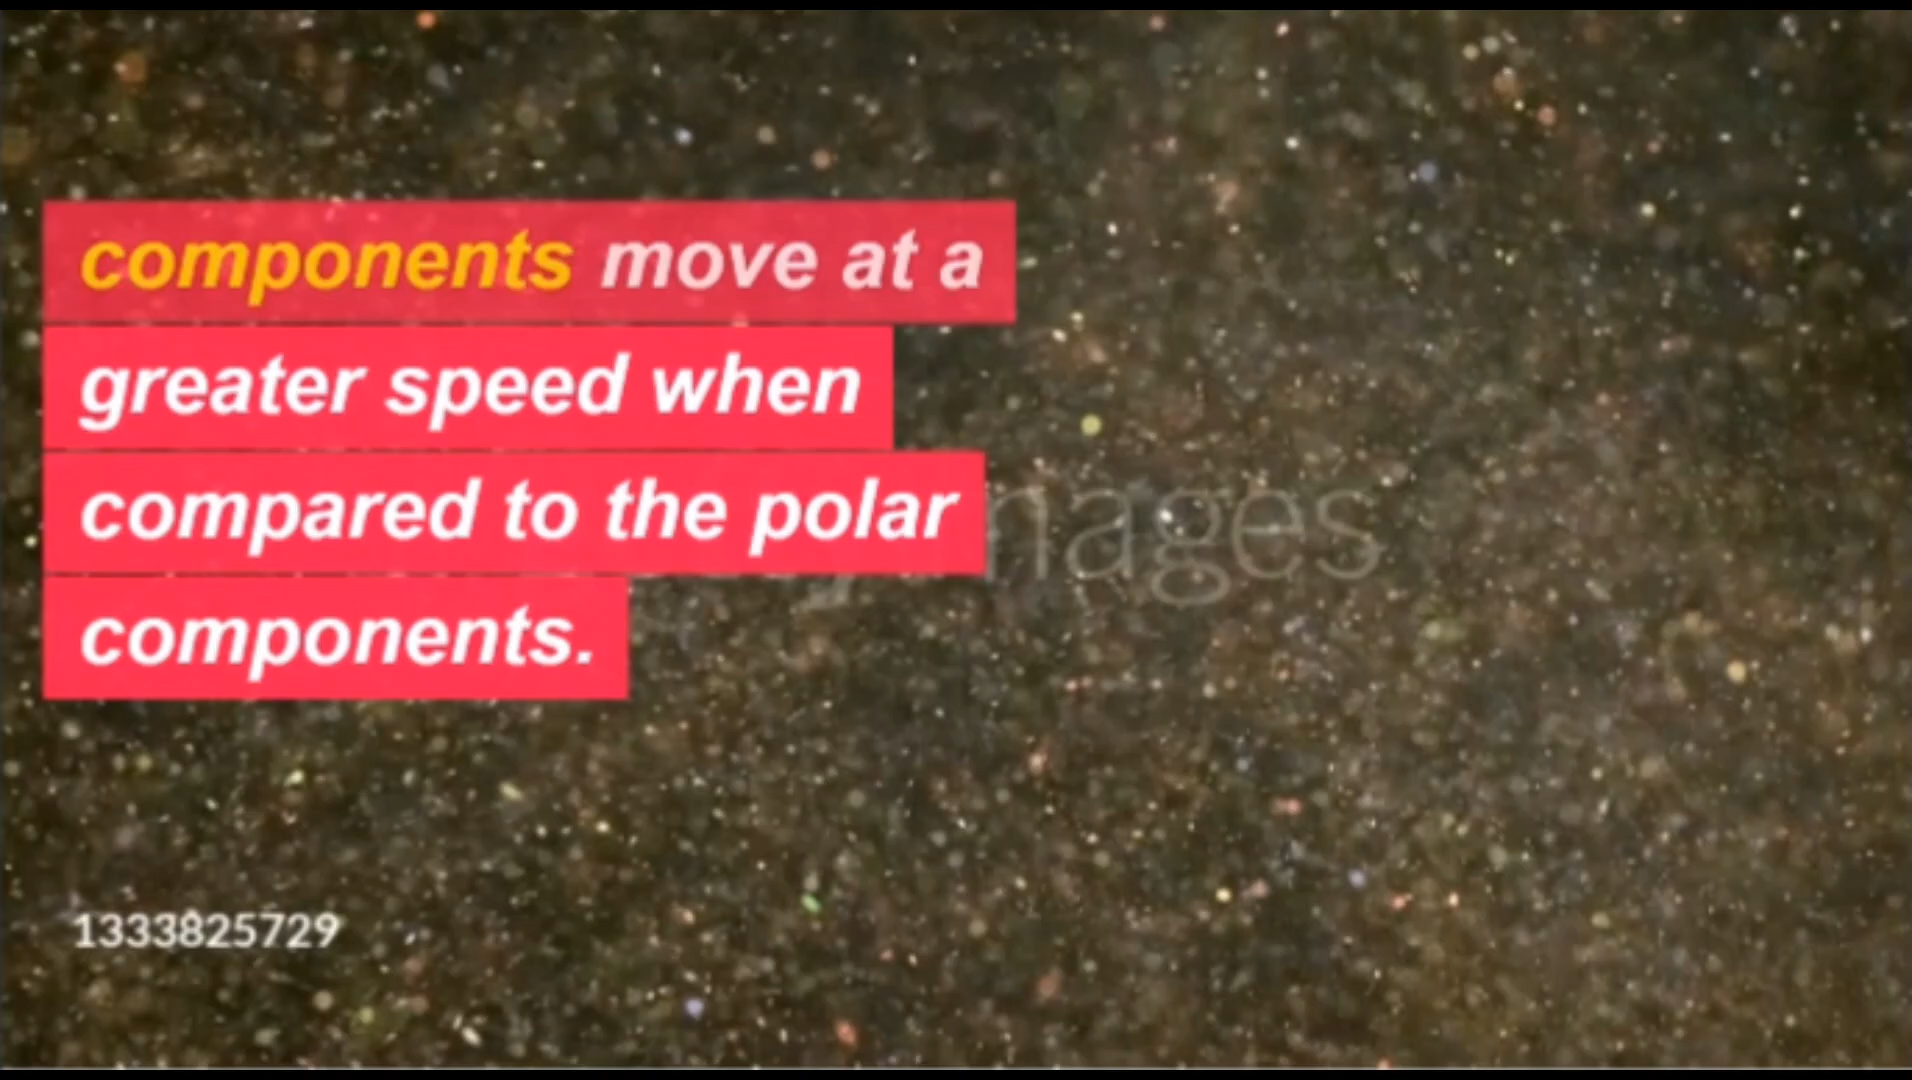 components move at a
greater speed when
compared to the polar
components.
1333825729